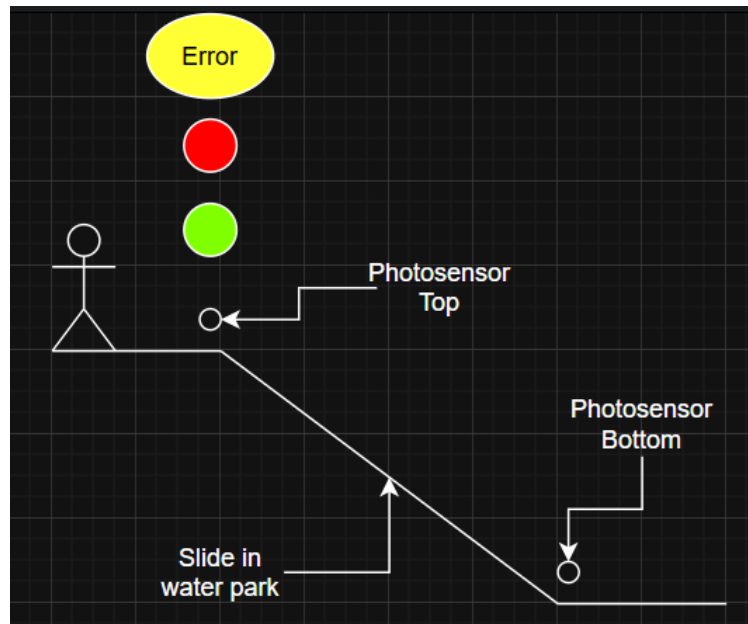 Error
Photosensor
Top
Photosensor
Bottom
Slide in
water park